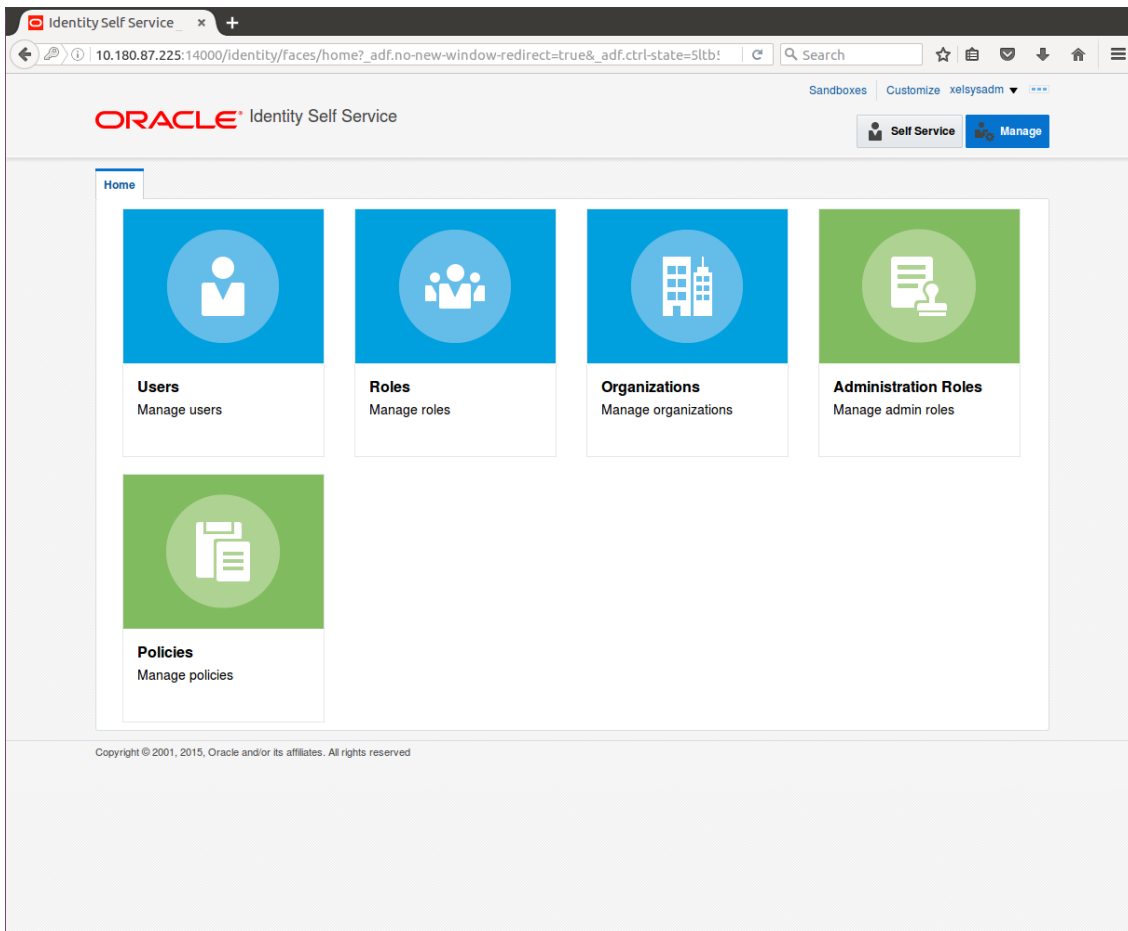 Identity Self Service_ × +
10.180.87.225:14000/identity/faces/home?_adf.no-new-window-redirect=true&_adf.ctrl-state=5ltb5 Search
Sandboxes Customize xelsysadm
ORACLE® Identity Self Service
Self Service Manage
Home
Users Roles Organizations Administration Roles
Manage users Manage roles Manage organizations Manage admin roles
Policies
Manage policies
Copyright © 2001, 2015, Oracle and/or its affiliates. All rights reserved